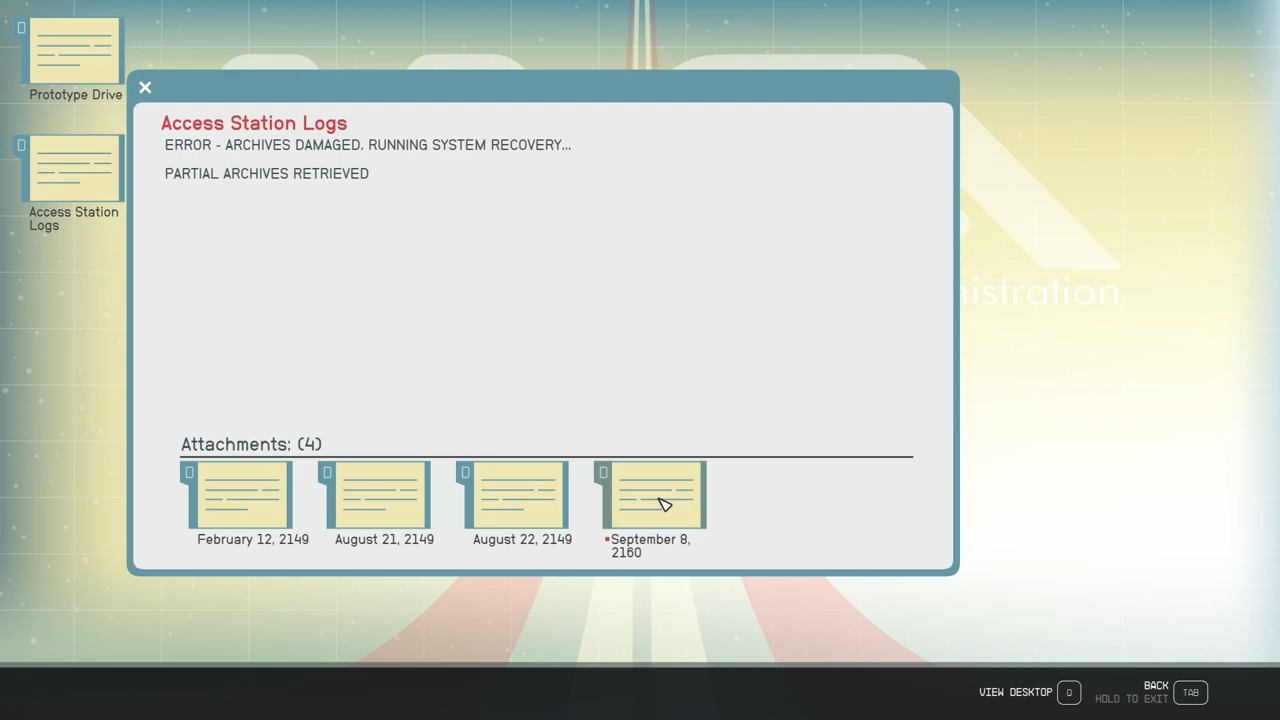 Prototype Drive
Access Station
Logs
Access Station Logs
ERROR - ARCHIVES DAMAGED. RUNNING SYSTEM RECOVERY...
PARTIAL ARCHIVES RETRIEVED
Attachments: (4)
February 12, 2149
August 21, 2149
August 22, 2149
September 8,
2160
nistration
VIEW DESKTOP Q
BACK
HOLD TO EXIT TAB